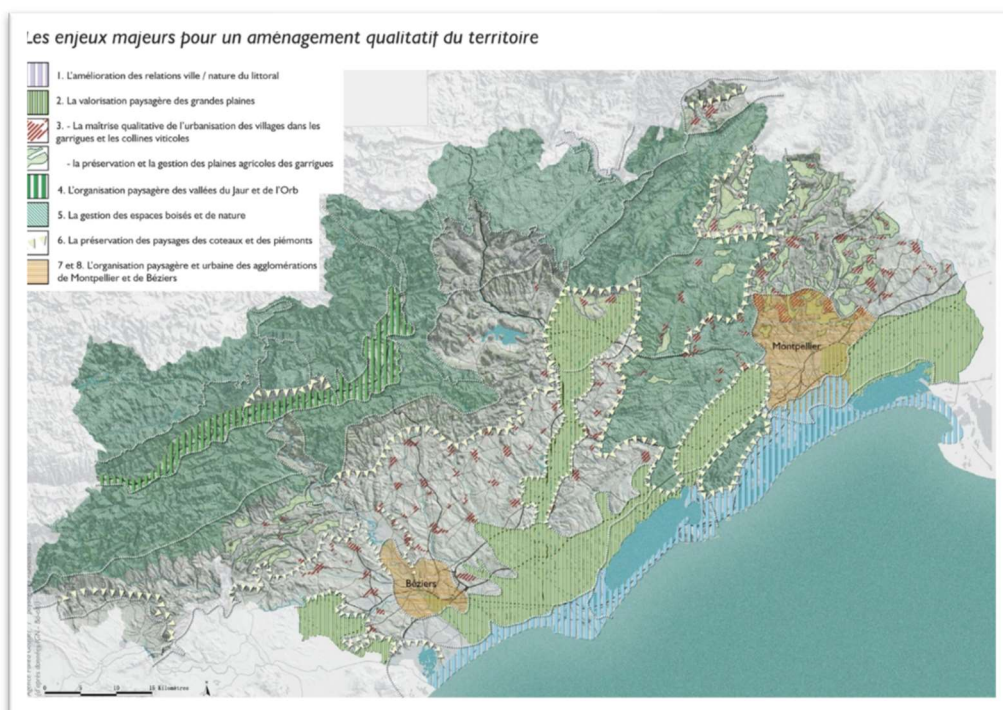 Les enjeux majeurs pour un aménagement qualitatif du territoire
1. L'amélioration des relations ville / nature du littoral
2. La valorisation paysagère des grandes plaines
3. - La maîtrise qualitative de l'urbanisation des villages dans les
garrigues et les collines viticoles
- la préservation et la gestion des plaines agricoles des garrigues
4. L'organisation paysagère des vallées du Jaur et de l'Orb
5. La gestion des espaces boisés et de nature
6. La préservation des paysages des coteaux et des piémonts
7 et 8. L'organisation paysagère et urbaine des agglomérations
de Montpellier et de Béziers
Montpellier
Béziers
0 5 10 15 Kilomètres